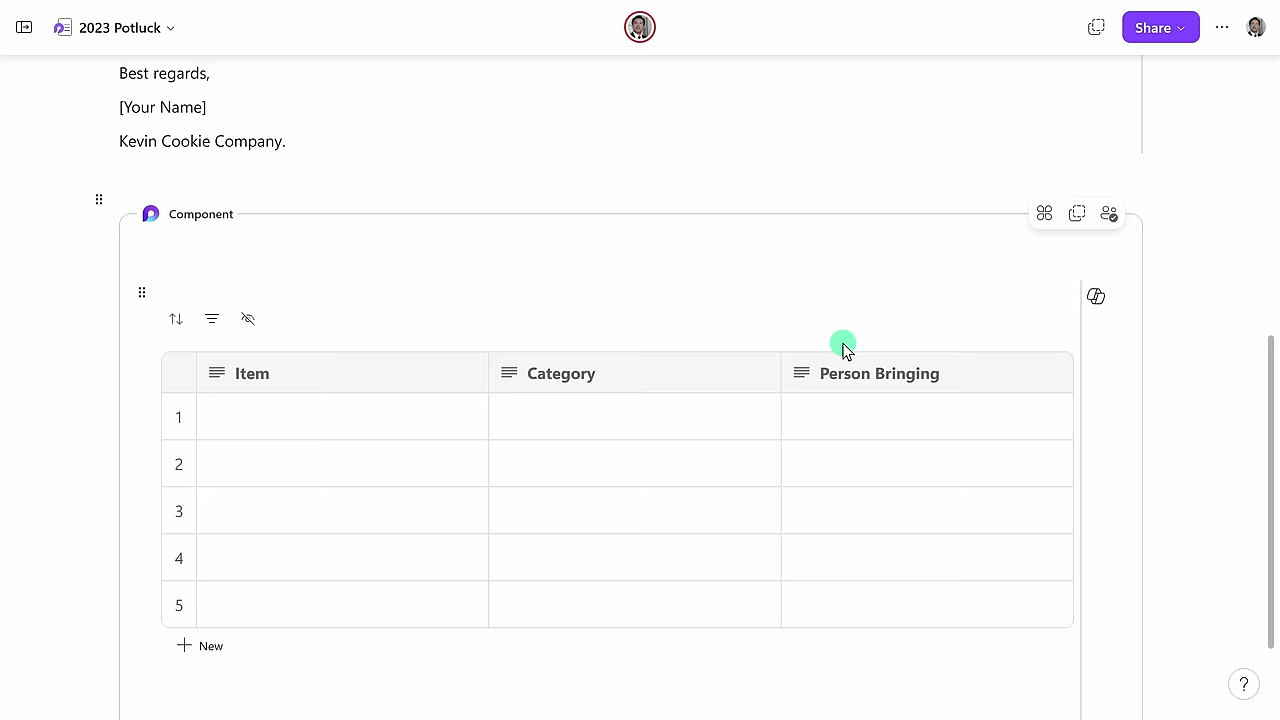 2023 Potluck
Share
Best regards,
[Your Name]
Kevin Cookie Company.
Component
Item Category Person Bringing
1
2
3
4
5
New
?